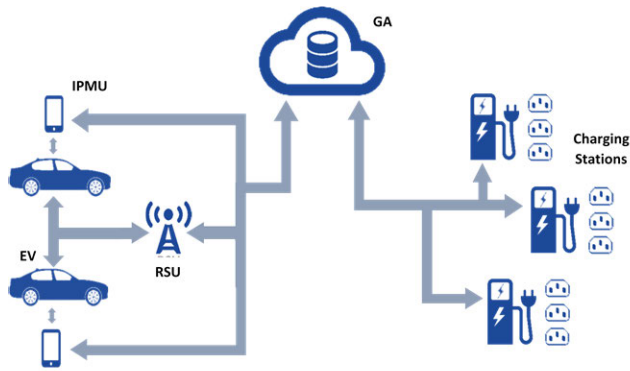 GA
IPMU
Charging
Stations
EV
RSU